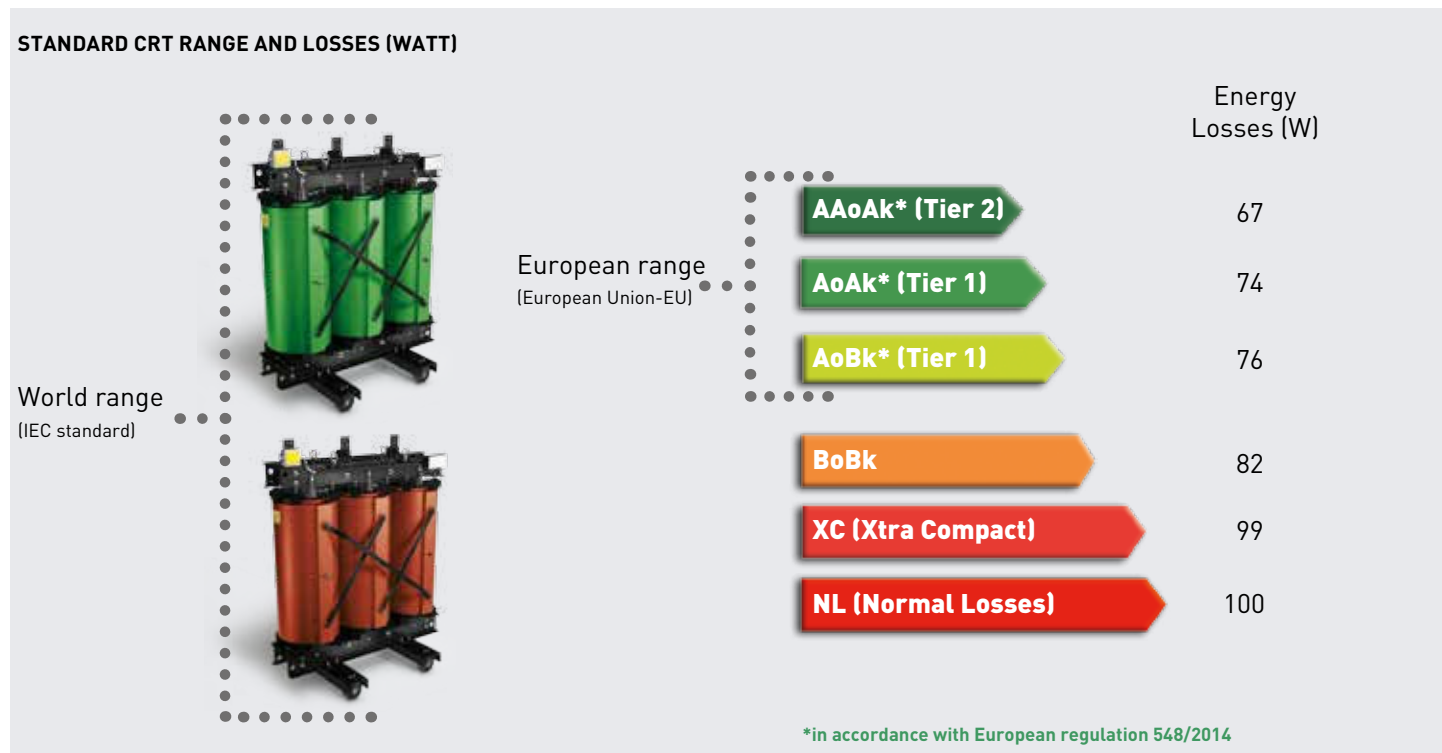 STANDARD CRT RANGE AND LOSSES (WATT)
Energy
Losses (W)
AAoAk* (Tier 2)
67
European range
(European Union-EU)
AoAk* (Tier 1)
74
AoBk* (Tier 1)
76
World range
(IEC standard)
BoBk
82
XC (Xtra Compact)
99
NL (Normal Losses)
100
*in accordance with European regulation 548/2014